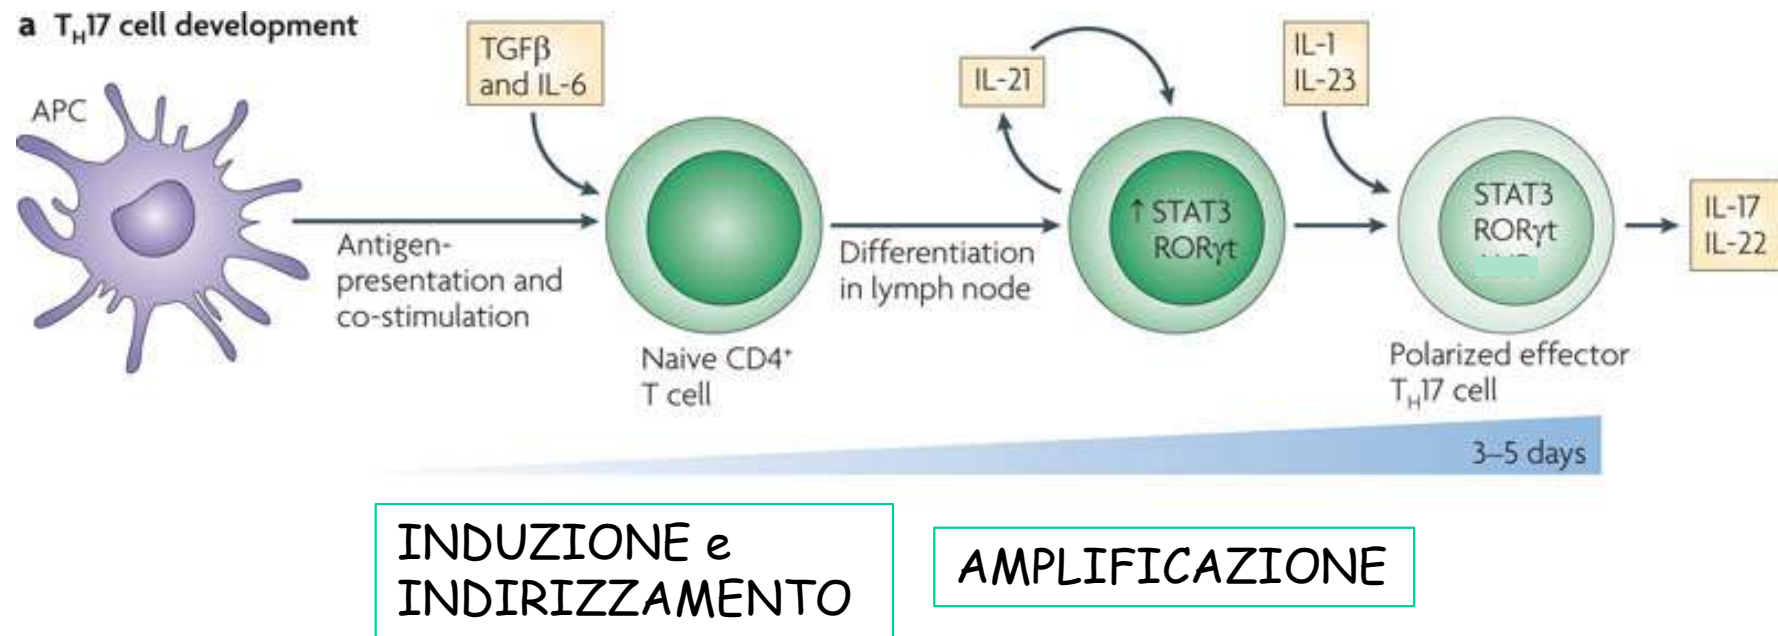 a T_H17 cell development
APC
TGFβ
and IL-6
Antigen-
presentation and
co-stimulation
Naive CD4⁺
T cell
Differentiation
in lymph node
IL-21
↑ STAT3
RORγt
IL-1
IL-23
STAT3
RORγt
Polarized effector
T_H17 cell
IL-17
IL-22
3–5 days
INDUZIONE e
INDIRIZZAMENTO
AMPLIFICAZIONE